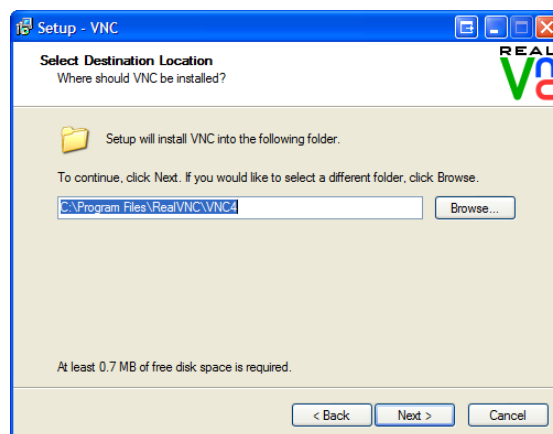 Setup - VNC
Select Destination Location
Where should VNC be installed?
REAL
VNC
Setup will install VNC into the following folder.
To continue, click Next. If you would like to select a different folder, click Browse.
C:\Program Files\RealVNC\VNC4
Browse...
At least 0.7 MB of free disk space is required.
< Back
Next >
Cancel